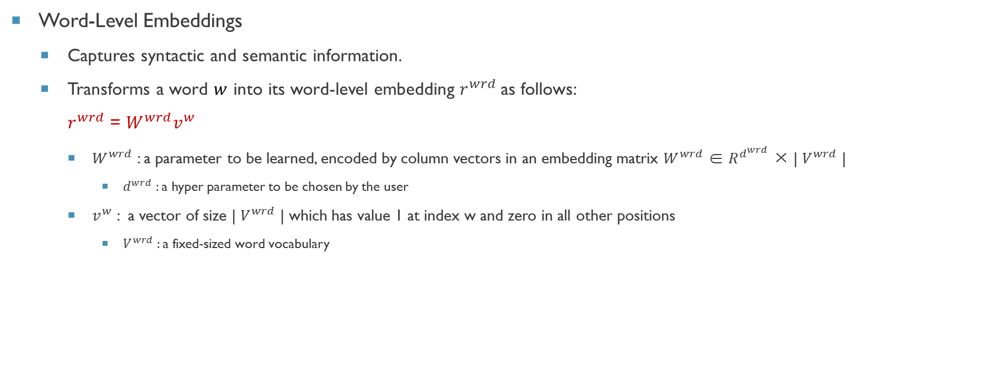 Word-Level Embeddings
Captures syntactic and semantic information.
Transforms a word w into its word-level embedding r^{wrd} as follows:
r^{wrd} = W^{wrd} v^{w}
W^{wrd} : a parameter to be learned, encoded by column vectors in an embedding matrix W^{wrd} ∈ R^{d^{wrd}} × | V^{wrd} |
d^{wrd} : a hyper parameter to be chosen by the user
v^{w} : a vector of size | V^{wrd} | which has value 1 at index w and zero in all other positions
V^{wrd} : a fixed-sized word vocabulary